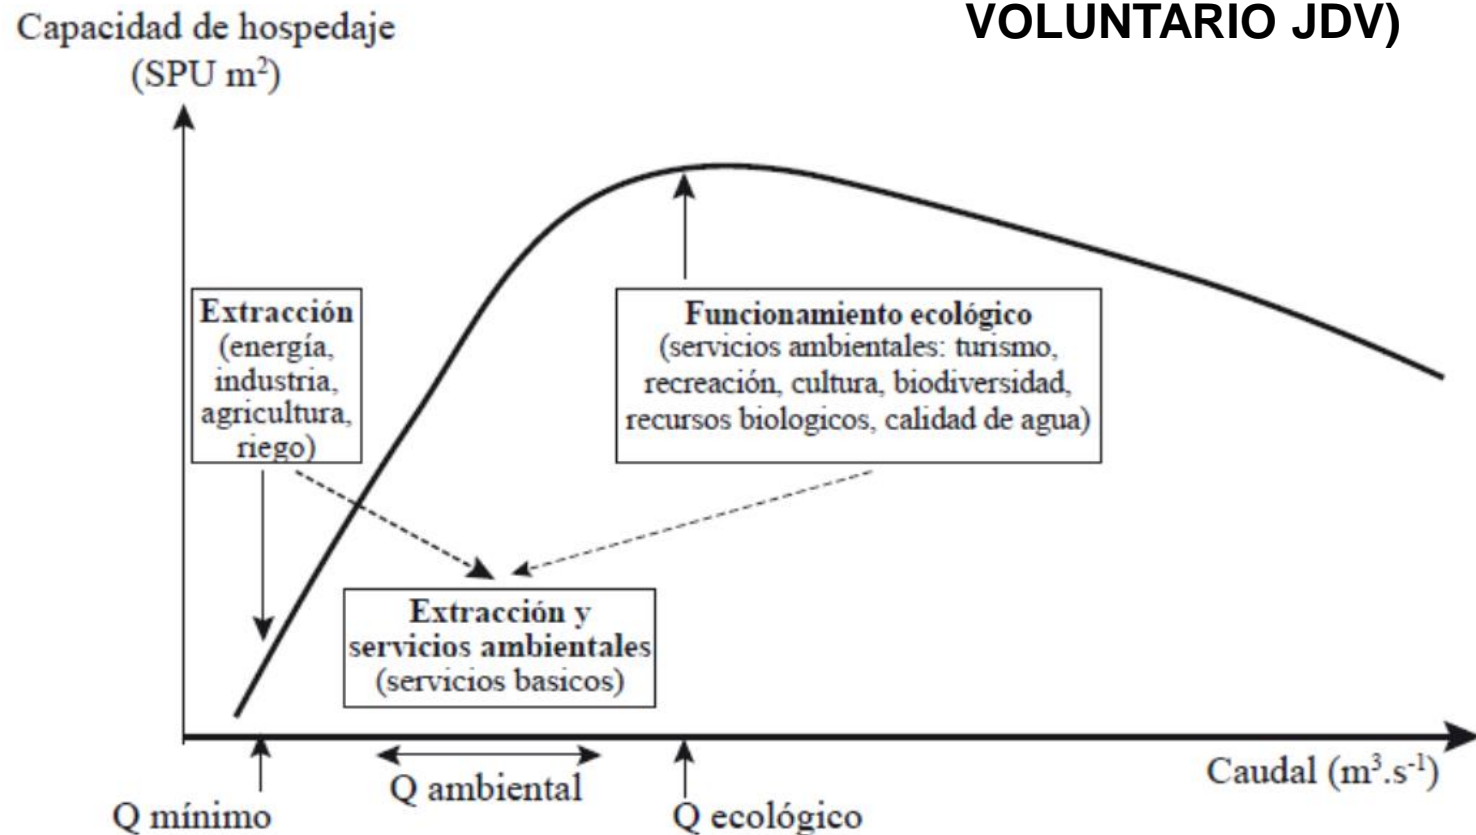 VOLUNTARIO JDV)
Capacidad de hospedaje
(SPU m²)
Extracción
(energía,
industria,
agricultura,
riego)
Funcionamiento ecológico
(servicios ambientales: turismo,
recreación, cultura, biodiversidad,
recursos biologicos, calidad de agua)
Extracción y
servicios ambientales
(servicios basicos)
Caudal (m³.s⁻¹)
Q ambiental
Q mínimo
Q ecológico